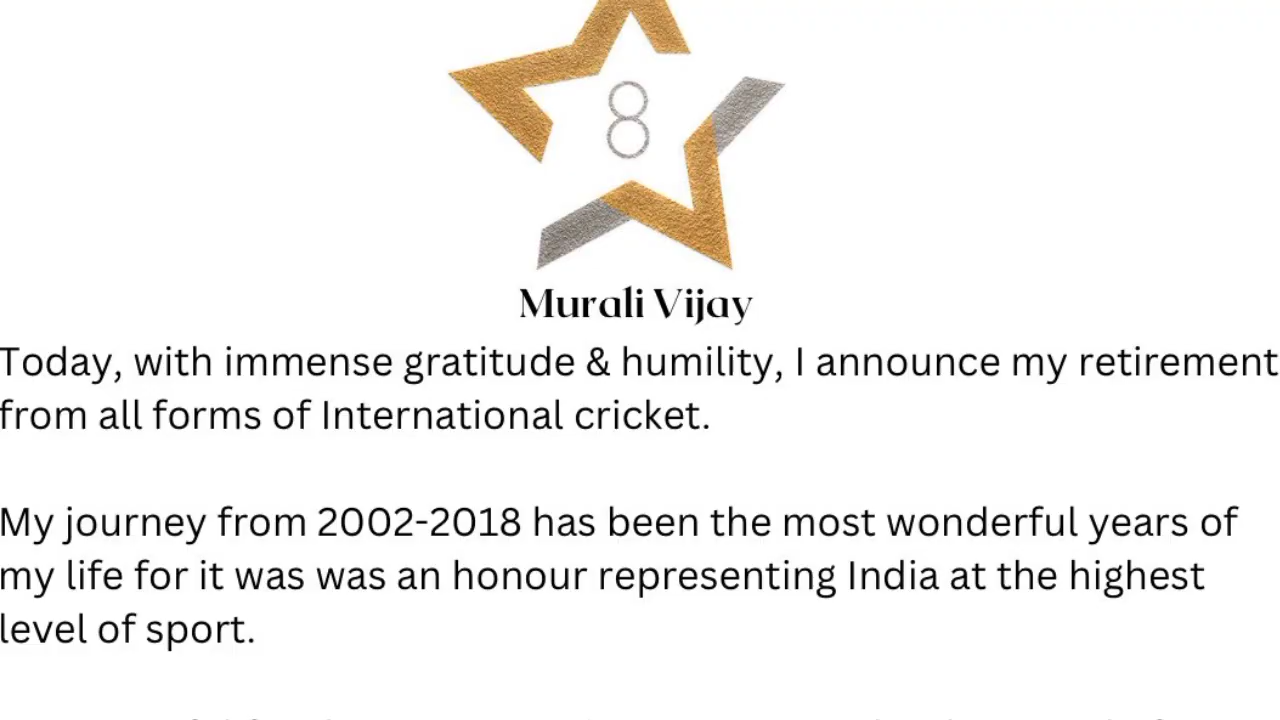 8
Murali Vijay
Today, with immense gratitude & humility, I announce my retirement
from all forms of International cricket.
My journey from 2002-2018 has been the most wonderful years of
my life for it was was an honour representing India at the highest
level of sport.